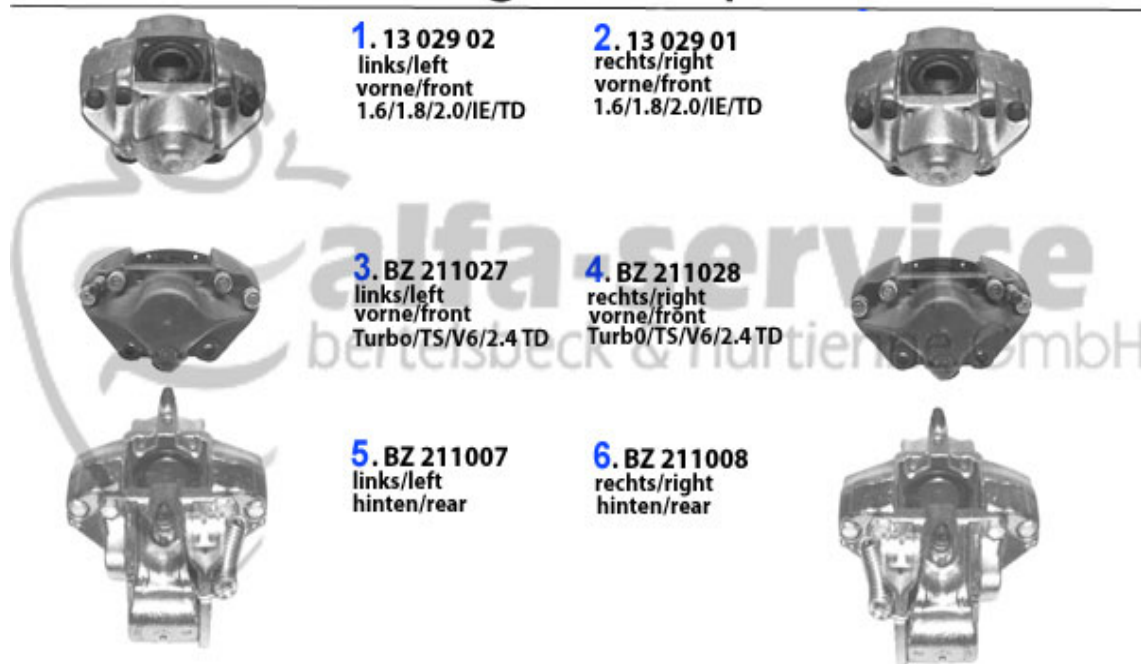 1. 13 029 02
links/left
vorne/front
1.6/1.8/2.0/IE/TD
2. 13 029 01
rechts/right
vorne/front
1.6/1.8/2.0/IE/TD
alfa-service
3. BZ 211027
links/left
vorne/front
Turbo/TS/V6/2.4 TD
4. BZ 211028
rechts/right
vorne/front
Turb0/TS/V6/2.4 TD
bertelsbeck & hürtienne GmbH
5. BZ 211007
links/left
hinten/rear
6. BZ 211008
rechts/right
hinten/rear